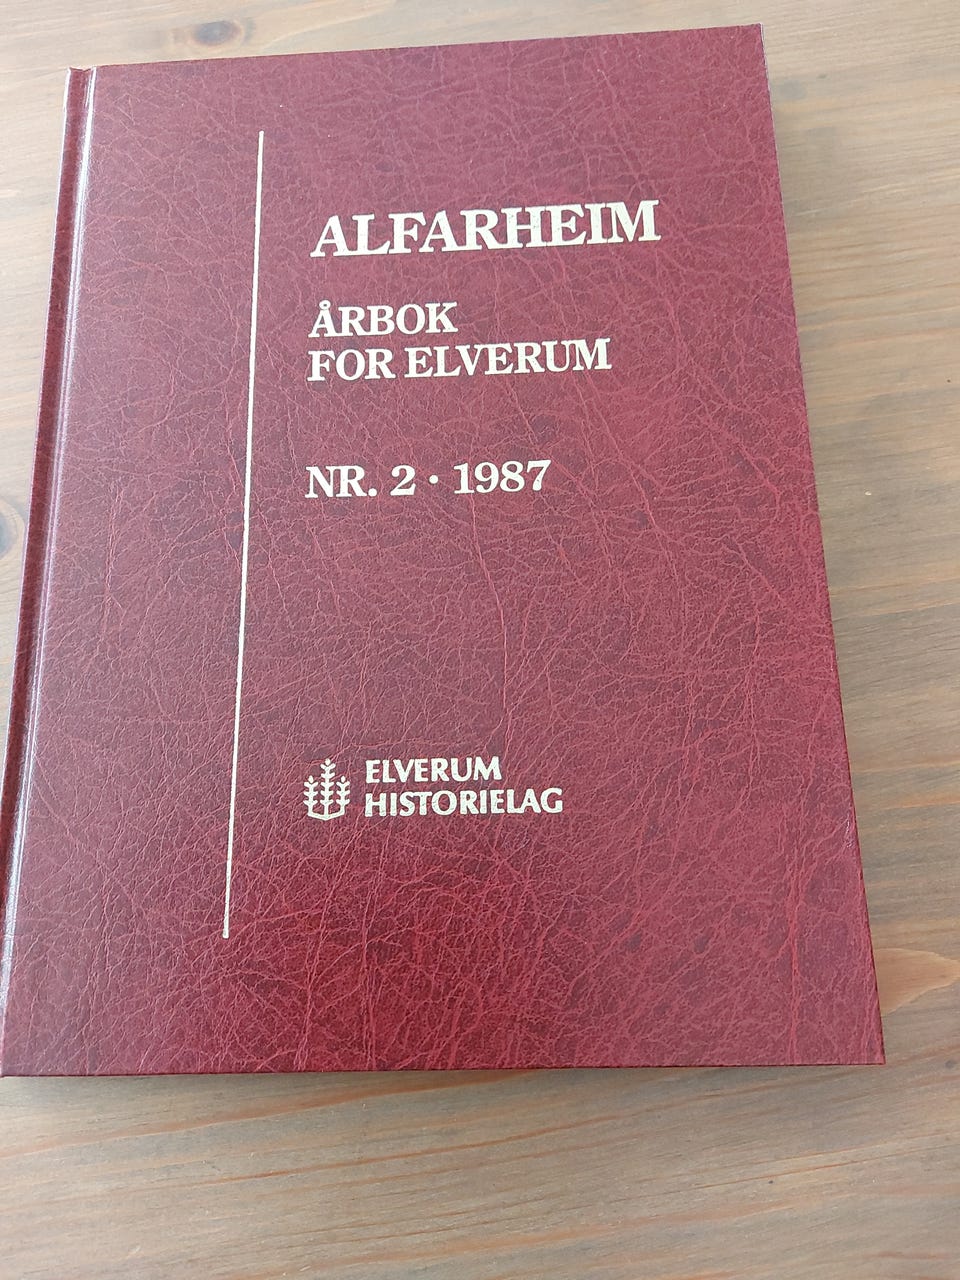 ALFARHEIM
ÅRBOK
FOR ELVERUM
NR. 2 · 1987
ELVERUM
HISTORIELAG